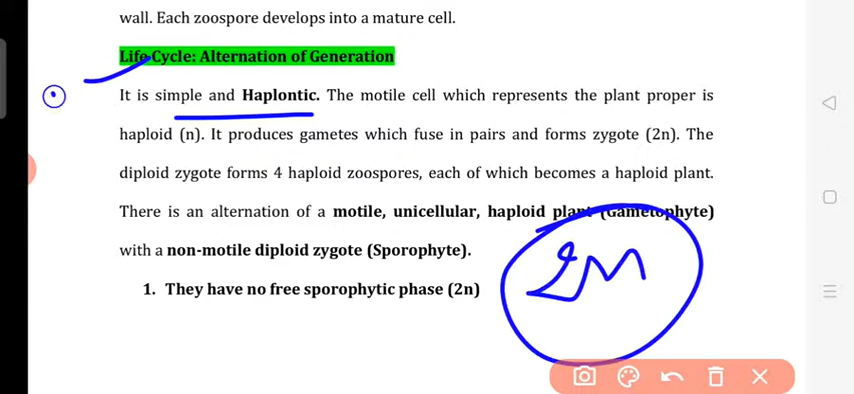 wall. Each zoospore develops into a mature cell.
Life Cycle: Alternation of Generation
It is simple and Haplontic. The motile cell which represents the plant proper is
haploid (n). It produces gametes which fuse in pairs and forms zygote (2n). The
diploid zygote forms 4 haploid zoospores, each of which becomes a haploid plant.
There is an alternation of a motile, unicellular, haploid plant (Gametophyte)
with a non-motile diploid zygote (Sporophyte).
2M
1. They have no free sporophytic phase (2n)